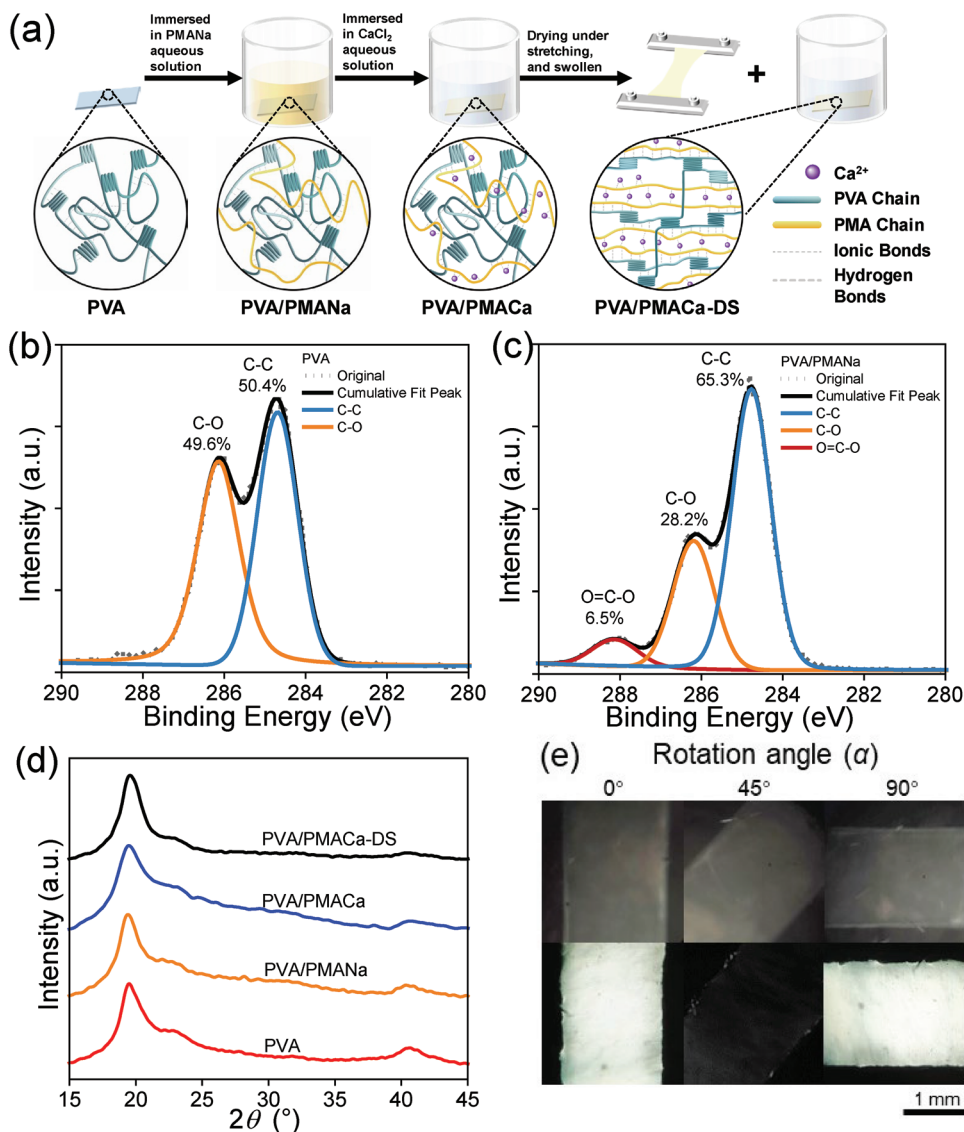 (a)
Immersed
in PMANa
aqueous
solution
Immersed
in CaCl₂
aqueous
solution
Drying under
stretching,
and swollen
+
Ca²⁺
PVA Chain
PMA Chain
Ionic Bonds
Hydrogen
Bonds
PVA
PVA/PMANa
PVA/PMACa
PVA/PMACa-DS
(b)
PVA
Original
Cumulative Fit Peak
C-C
C-O
C-C
50.4%
C-O
49.6%
Intensity (a.u.)
290 288 286 284 282 280
Binding Energy (eV)
(c)
PVA/PMANa
Original
Cumulative Fit Peak
C-C
C-O
O=C-O
C-C
65.3%
C-O
28.2%
O=C-O
6.5%
Intensity (a.u.)
290 288 286 284 282 280
Binding Energy (eV)
(d)
PVA/PMACa-DS
PVA/PMACa
PVA/PMANa
PVA
Intensity (a.u.)
15 20 25 30 35 40 45
2θ (°)
(e)
Rotation angle (α)
0° 45° 90°
1 mm